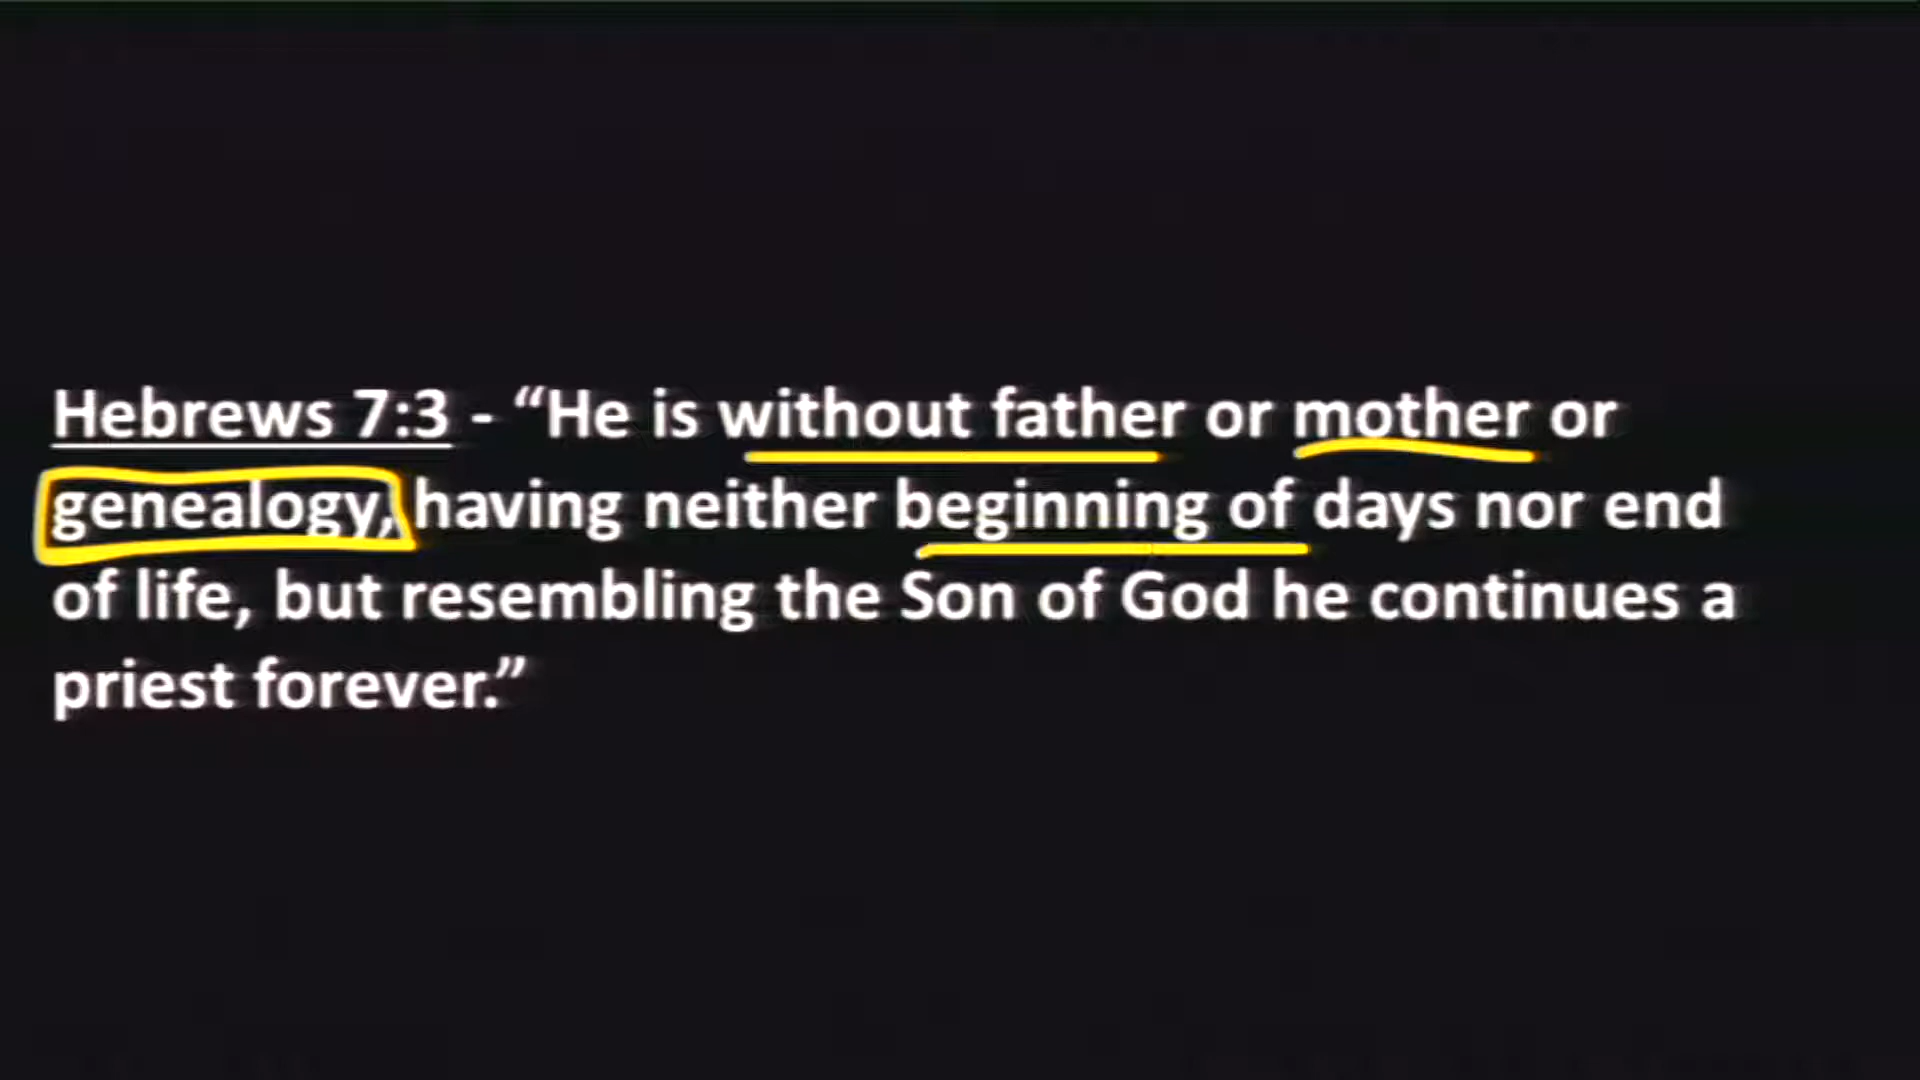 Hebrews 7:3 - “He is without father or mother or
genealogy, having neither beginning of days nor end
of life, but resembling the Son of God he continues a
priest forever.”